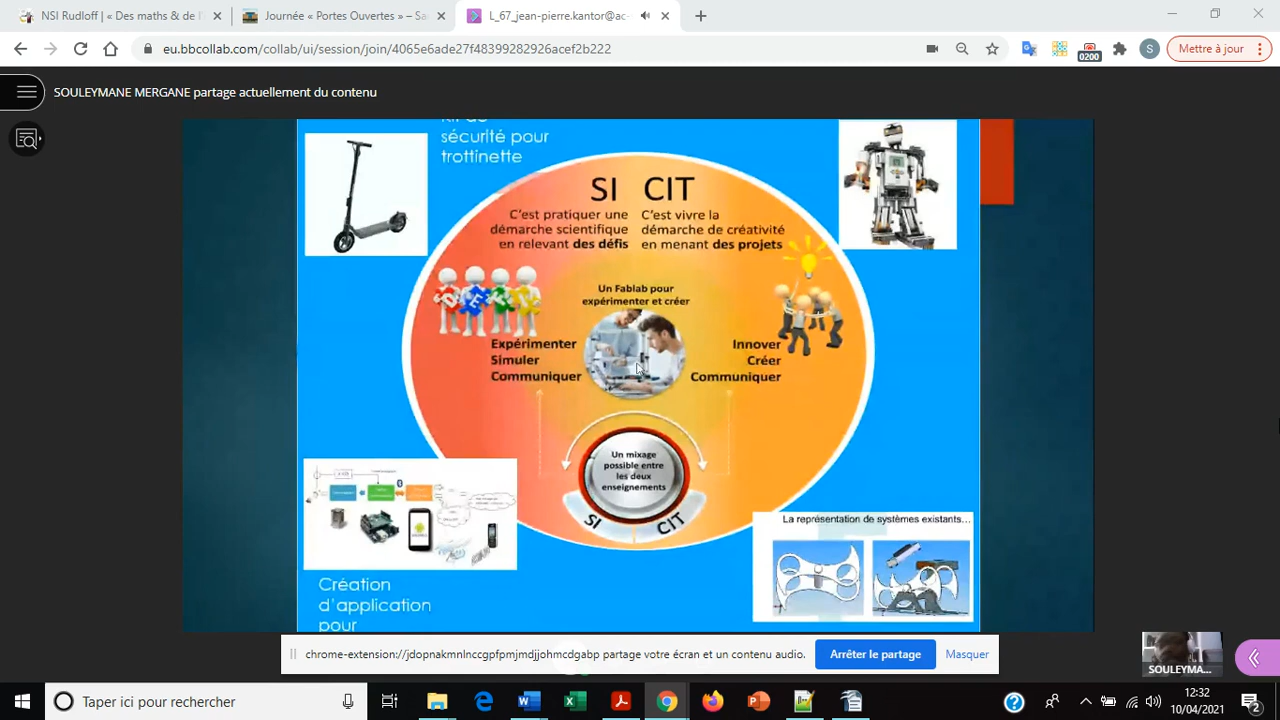 NSI Rudloff | « Des maths & de l'
Journée « Portes Ouvertes » – Sa
L_67_jean-pierre.kantor@ac-
eu.bbcollab.com/collab/ui/session/join/4065e6ade27f48399282926acef2b222
0200
S
Mettre à jour
SOULEYMANE MERGANE partage actuellement du contenu
kit de
sécurité pour
trottinette
SI CIT
C'est pratiquer une
démarche scientifique
en relevant des défis
C'est vivre la
démarche de créativité
en menant des projets
Un Fablab pour
expérimenter et créer
Expérimenter
Simuler
Communiquer
Innover
Créer
Communiquer
Un mixage
possible entre
les deux
enseignements
SI
CIT
La représentation de systèmes existants...
Création
d'application
pour
chrome-extension://jdopnakmnlnccgpfpmjmdjjohmcdgabp partage votre écran et un contenu audio.
Arrêter le partage
Masquer
SOULEYMA...
Taper ici pour rechercher
12:32
10/04/2021
2